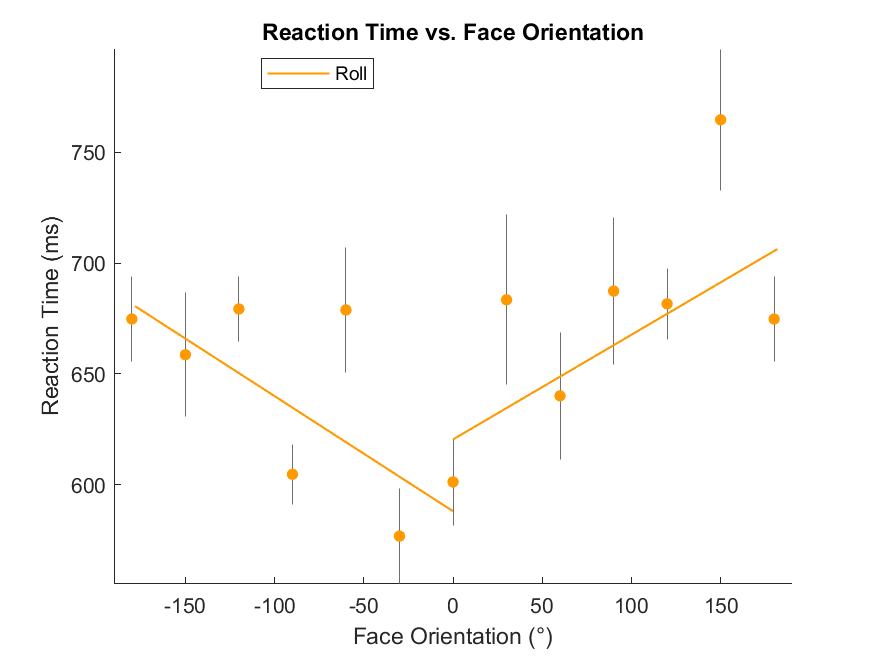 Reaction Time vs. Face Orientation
Roll
Reaction Time (ms)
750
700
650
600
-150 -100 -50 0 50 100 150
Face Orientation (°)